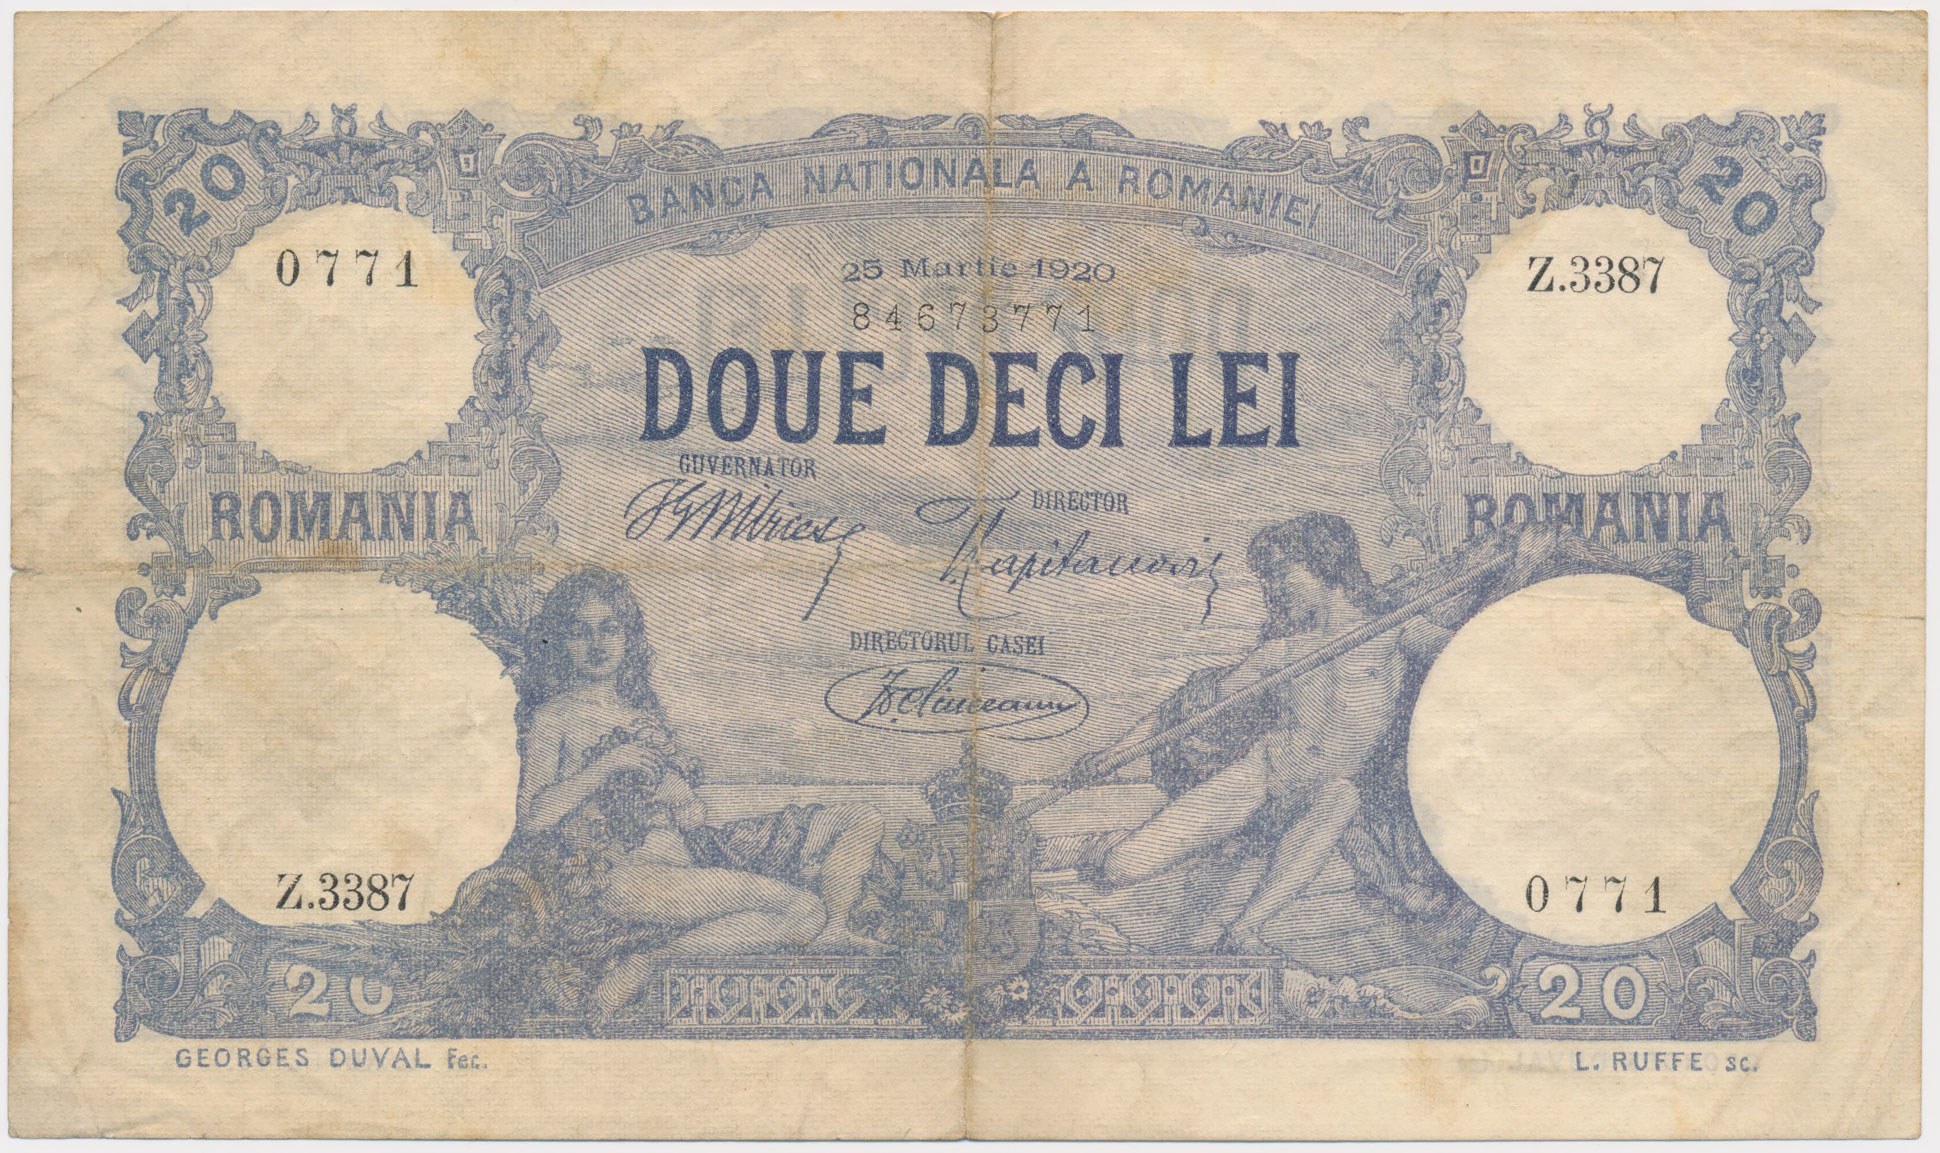 20
20
BANCA NATIONALA A ROMANIEI
0771
Z.3387
25 Martie 1920
84673771
DOUE DECI LEI
GUVERNATOR
DIRECTOR
ROMANIA
ROMANIA
DIRECTORUL CASEI
Z.3387
0771
20
20
GEORGES DUVAL Fec.
L. RUFFE sc.